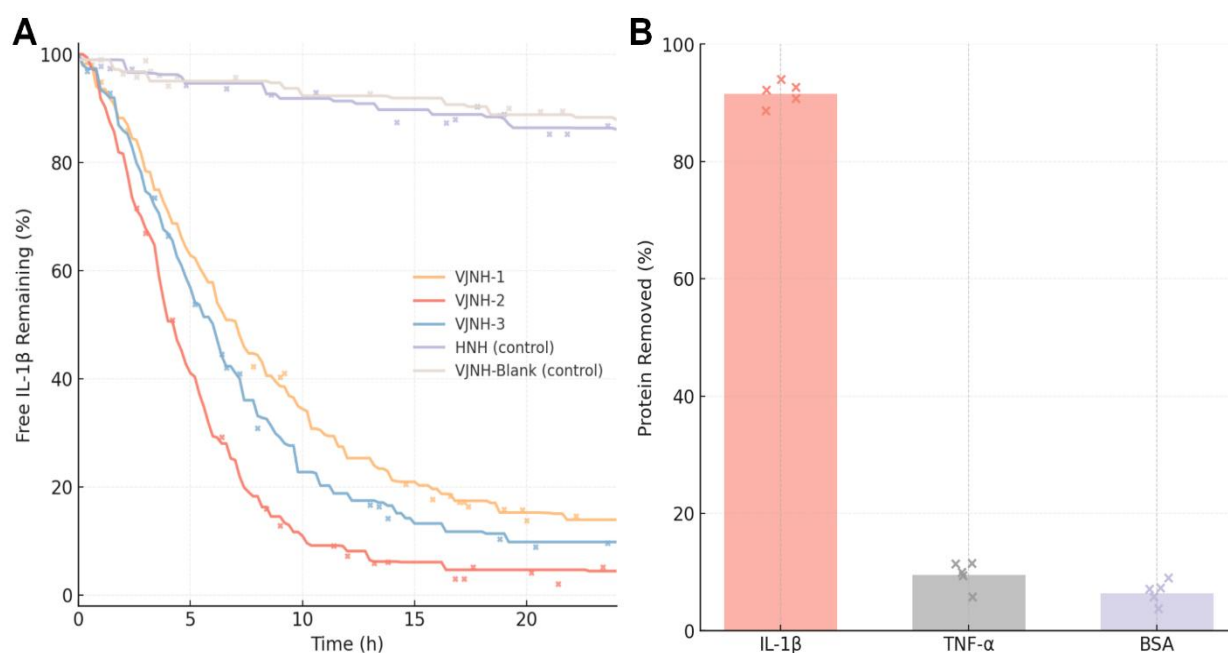 A
Free IL-1β Remaining (%)
100
80
60
40
20
0
0
5
10
15
20
Time (h)
VJNH-1
VJNH-2
VJNH-3
HNH (control)
VJNH-Blank (control)
B
Protein Removed (%)
100
80
60
40
20
0
IL-1β
TNF-α
BSA